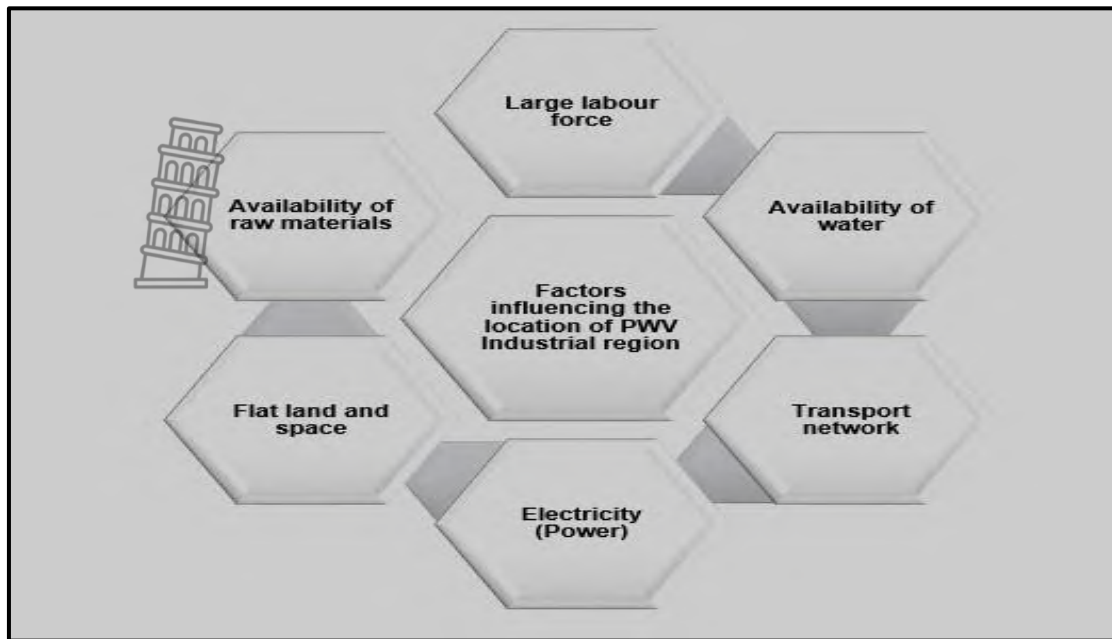 Large labour
force
Availability of
raw materials
Availability of
water
Factors
influencing the
location of PWV
Industrial region
Flat land and
space
Transport
network
Electricity
(Power)